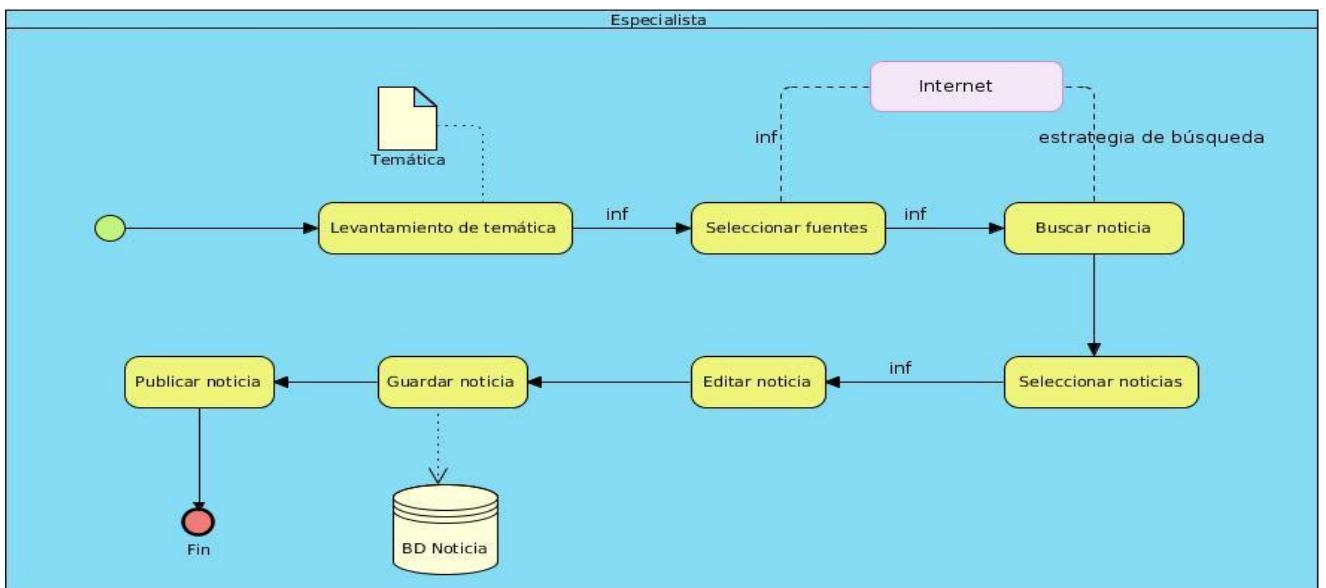 Especialista
Internet
inf
estrategia de búsqueda
Temática
Levantamiento de temática
inf
Seleccionar fuentes
inf
Buscar noticia
Publicar noticia
Guardar noticia
Editar noticia
inf
Seleccionar noticias
BD Noticia
Fin